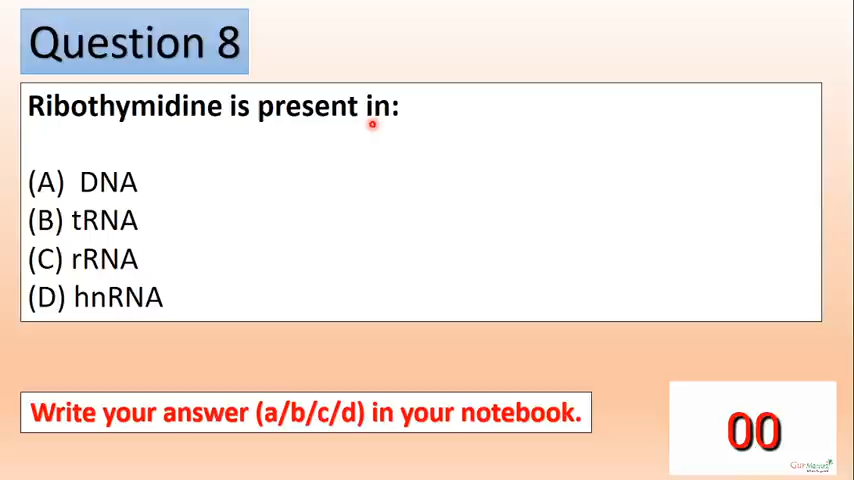 Question 8
Ribothymidine is present in:
(A) DNA
(B) tRNA
(C) rRNA
(D) hnRNA
Write your answer (a/b/c/d) in your notebook.
00